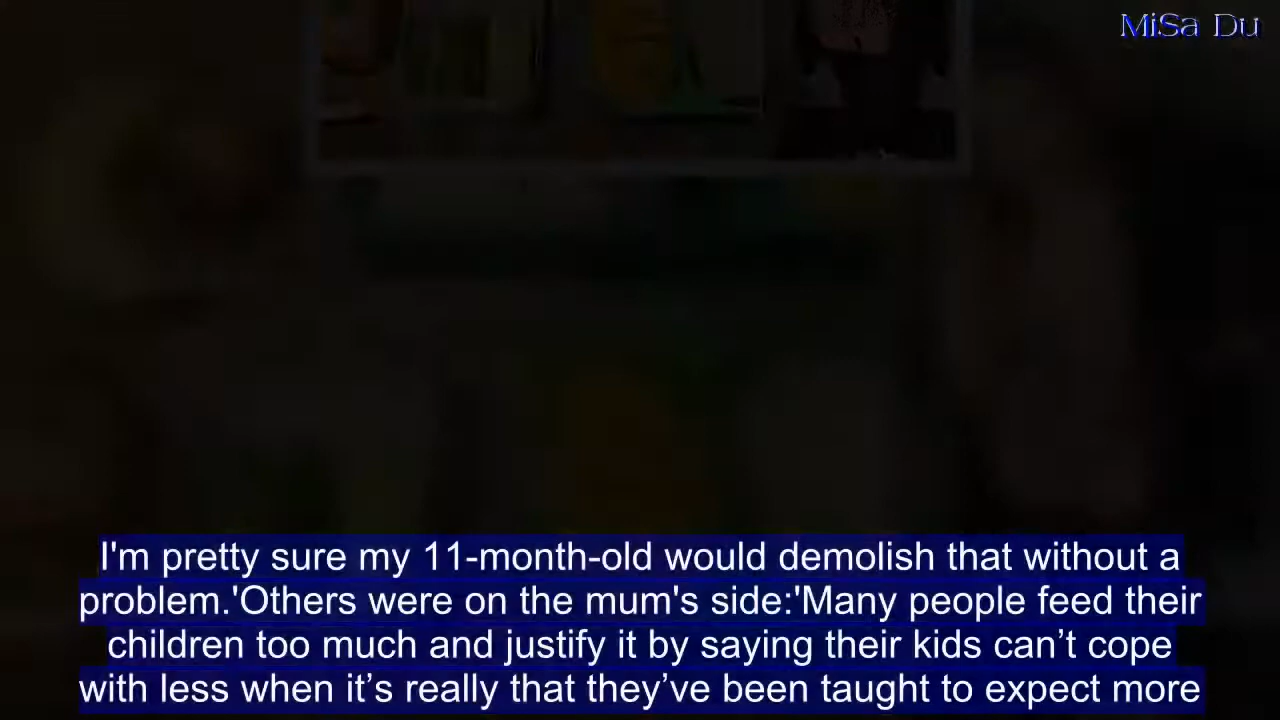 MiSa Du
I'm pretty sure my 11-month-old would demolish that without a
problem.'Others were on the mum's side:'Many people feed their
children too much and justify it by saying their kids can’t cope
with less when it’s really that they’ve been taught to expect more